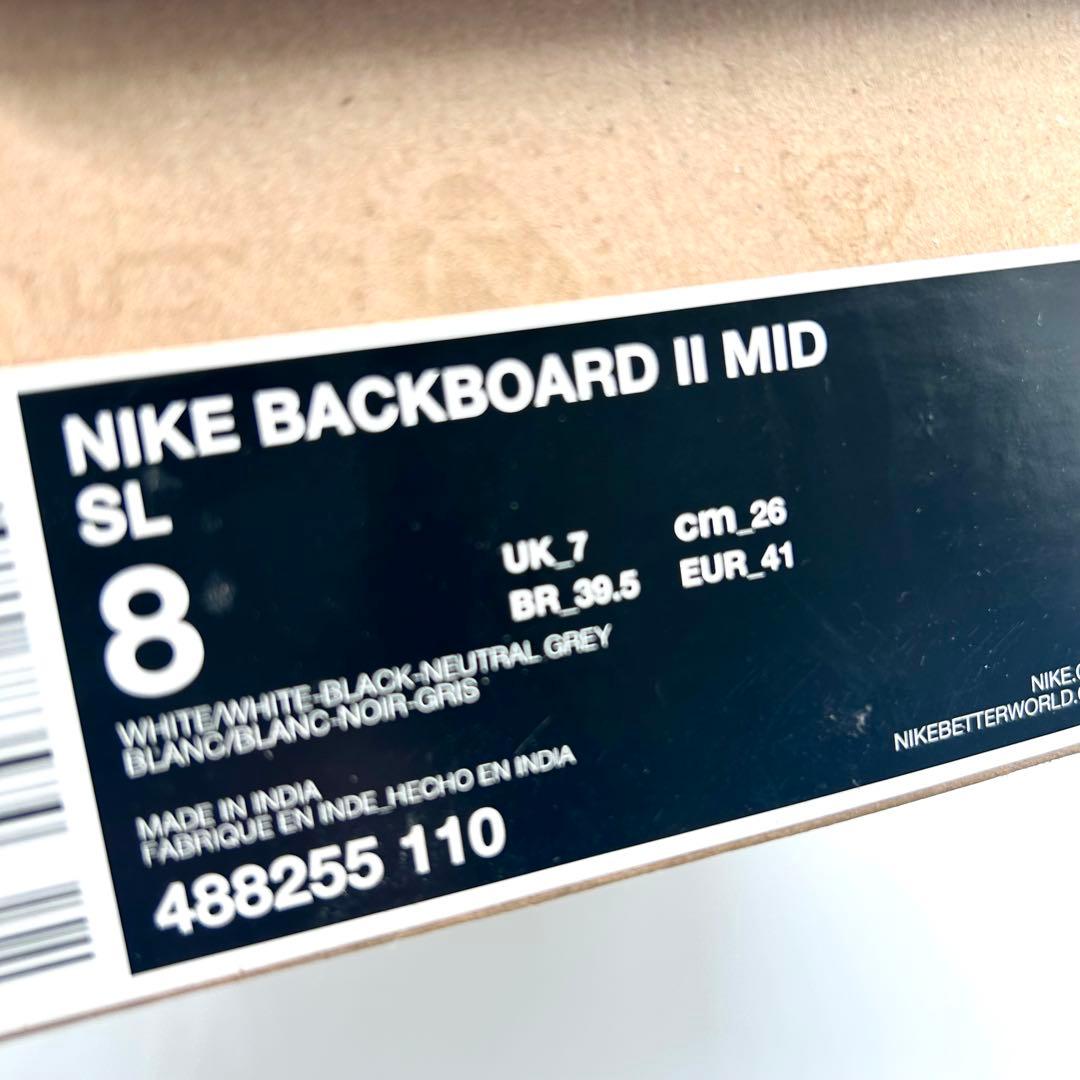 NIKE BACKBOARD II MID
SL
8
UK_7
cm_26
BR_39.5
EUR_41
WHITE/WHITE-BLACK-NEUTRAL GREY
BLANC/BLANC-NOIR-GRIS
MADE IN INDIA
FABRIQUE EN INDE_HECHO EN INDIA
488255 110
NIKE.
NIKEBETTERWORLD.